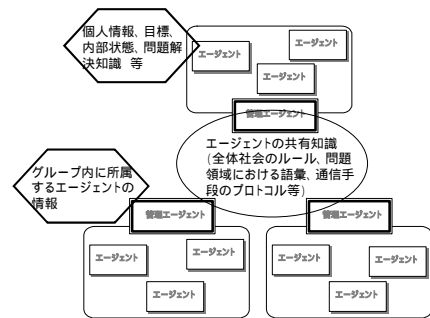 個人情報、目標、
内部状態、問題解
決知識 等
エージェント
エージェント
エージェント
管理エージェント
エージェントの共有知識
(全体社会のルール、問題
領域における語彙、通信手
段のプロトコル等)
グループ内に所属
するエージェントの
情報
管理エージェント
管理エージェント
エージェント
エージェント
エージェント
エージェント
エージェント
エージェント